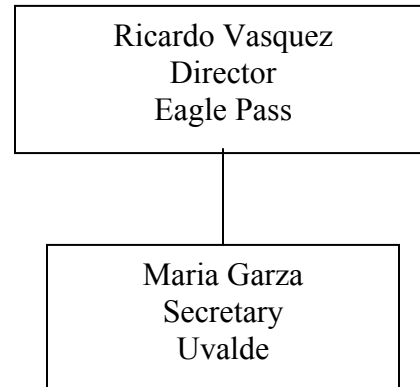 Ricardo Vasquez
Director
Eagle Pass
Maria Garza
Secretary
Uvalde